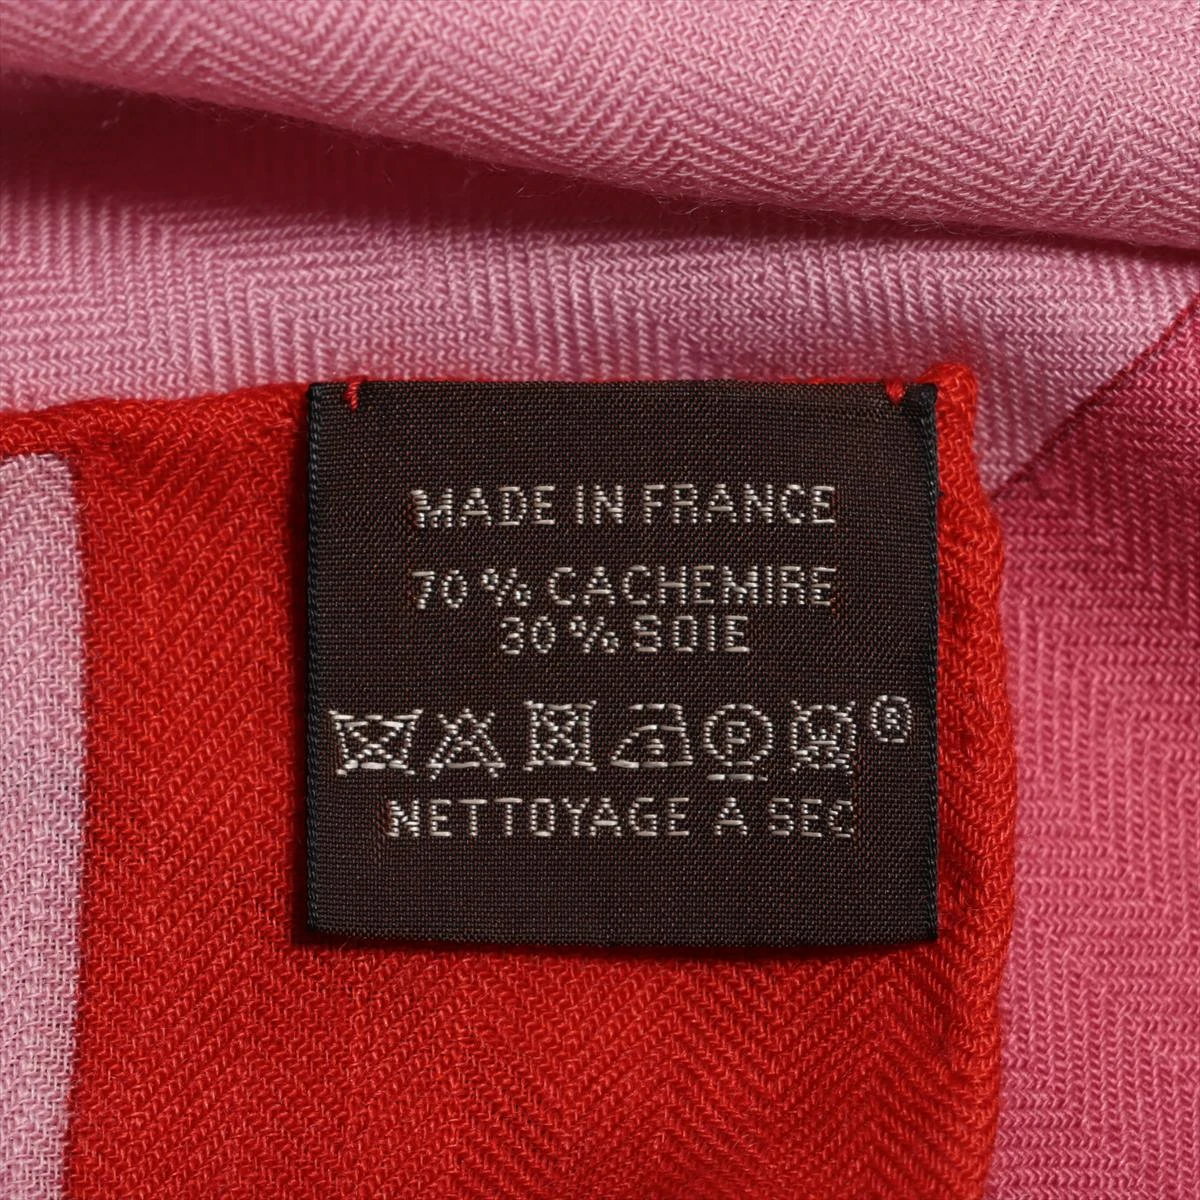 MADE IN FRANCE
70 % CACHEMIRE
30 % SOIE
P W ®
NETTOYAGE A SEC